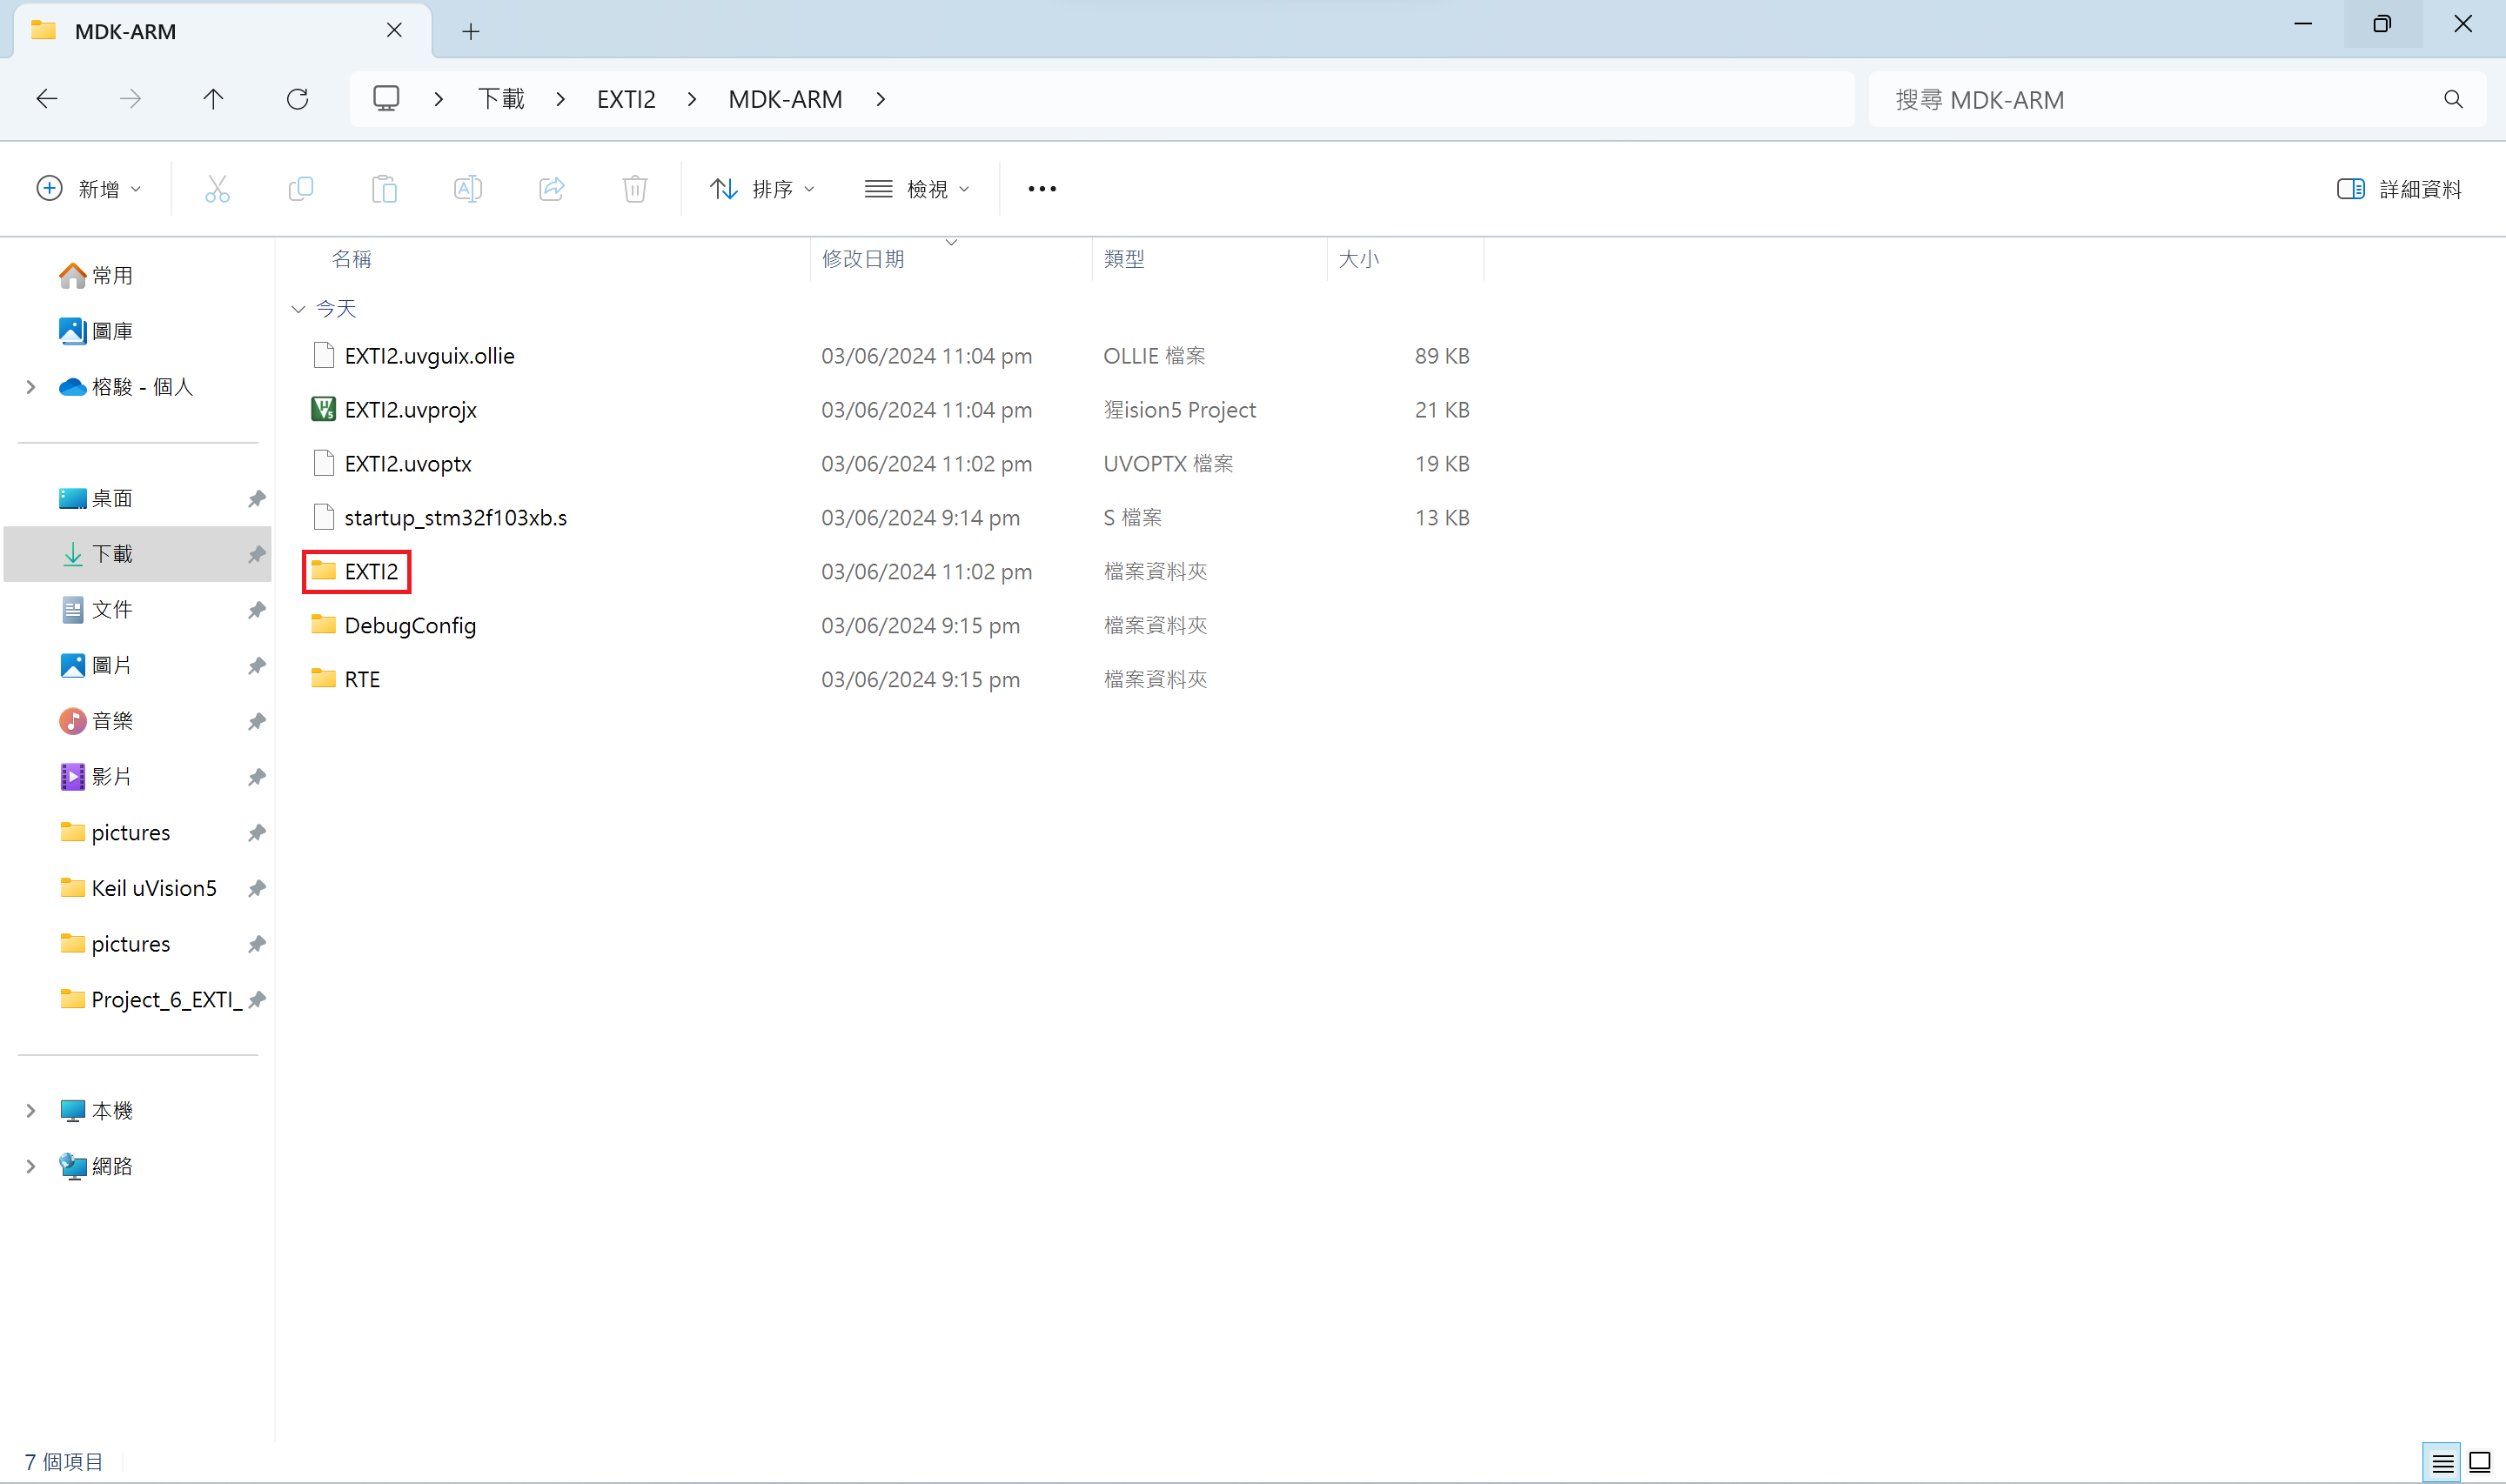 MDK-ARM
下載 EXTI2 MDK-ARM
搜尋 MDK-ARM
新增 排序 檢視 詳細資料
常用
圖庫
榕駿 - 個人
桌面
下載
文件
圖片
音樂
影片
pictures
Keil uVision5
pictures
Project_6_EXTI_
本機
網路
名稱 修改日期 類型 大小
今天
EXTI2.uvguix.ollie 03/06/2024 11:04 pm OLLIE 檔案 89 KB
EXTI2.uvprojx 03/06/2024 11:04 pm 猩ision5 Project 21 KB
EXTI2.uvoptx 03/06/2024 11:02 pm UVOPTX 檔案 19 KB
startup_stm32f103xb.s 03/06/2024 9:14 pm S 檔案 13 KB
EXTI2 03/06/2024 11:02 pm 檔案資料夾
DebugConfig 03/06/2024 9:15 pm 檔案資料夾
RTE 03/06/2024 9:15 pm 檔案資料夾
7 個項目